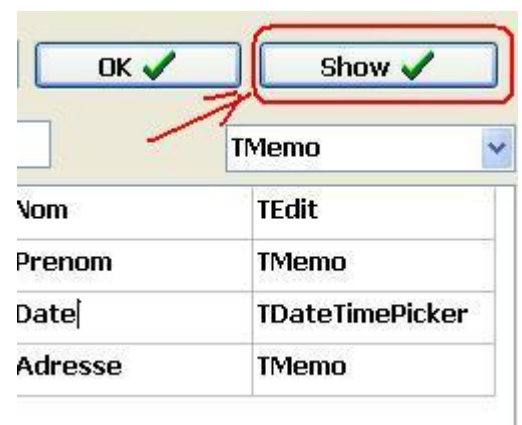 OK Show
TMemo
Nom TEdit
Prenom TMemo
Date TDateTimePicker
Adresse TMemo